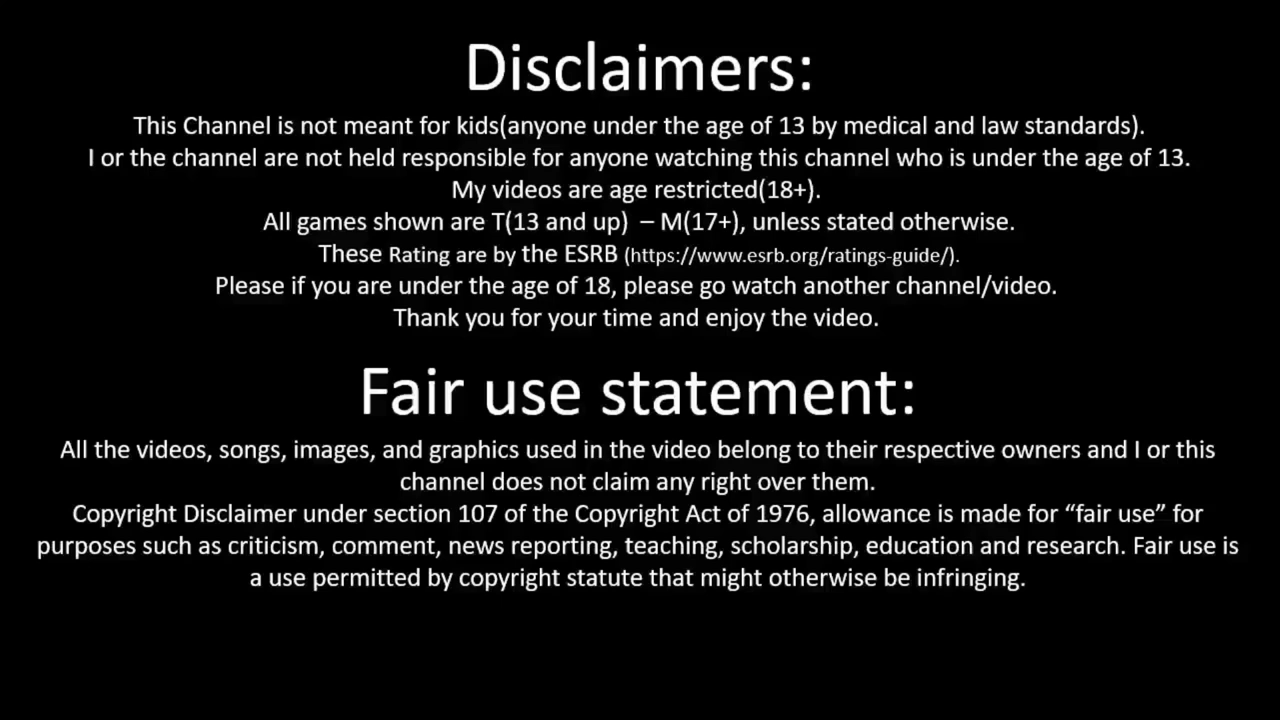 Disclaimers:
This Channel is not meant for kids(anyone under the age of 13 by medical and law standards).
I or the channel are not held responsible for anyone watching this channel who is under the age of 13.
My videos are age restricted(18+).
All games shown are T(13 and up)  – M(17+), unless stated otherwise.
These Rating are by the ESRB (https://www.esrb.org/ratings-guide/).
Please if you are under the age of 18, please go watch another channel/video.
Thank you for your time and enjoy the video.
Fair use statement:
All the videos, songs, images, and graphics used in the video belong to their respective owners and I or this
channel does not claim any right over them.
Copyright Disclaimer under section 107 of the Copyright Act of 1976, allowance is made for “fair use” for
purposes such as criticism, comment, news reporting, teaching, scholarship, education and research. Fair use is
a use permitted by copyright statute that might otherwise be infringing.